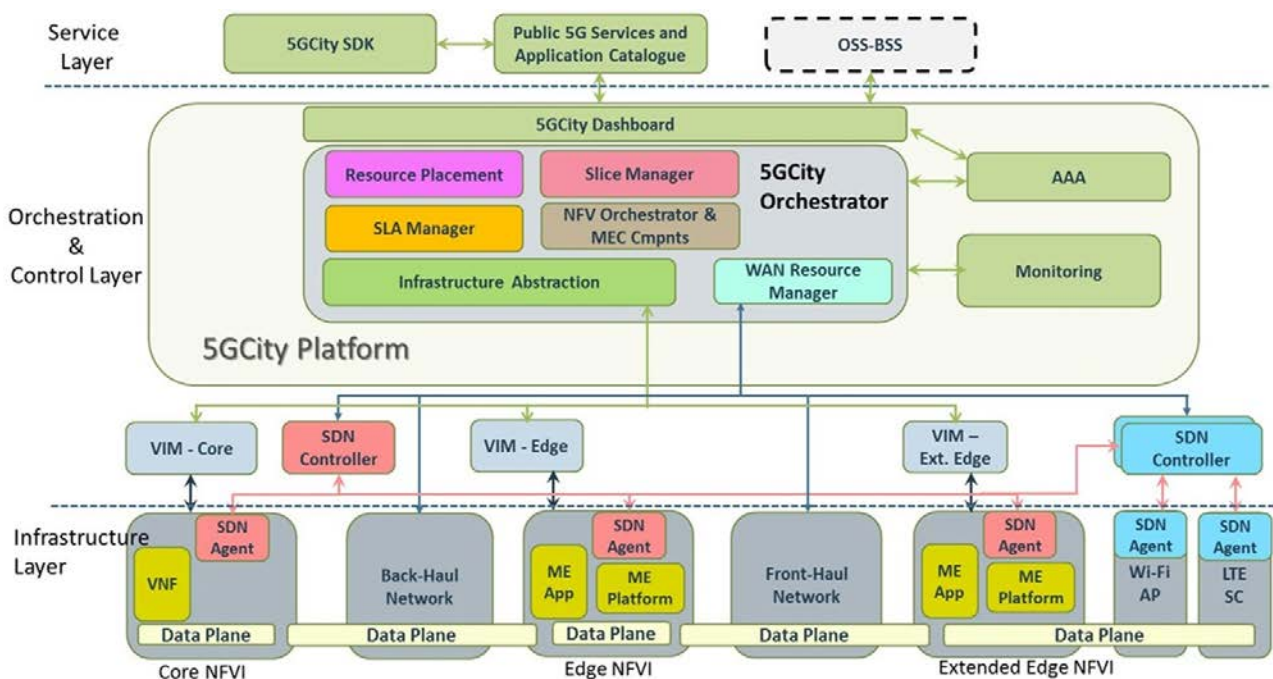 Service
Layer
5GCity SDK
Public 5G Services and
Application Catalogue
OSS-BSS
Orchestration
&
Control Layer
5GCity Dashboard
Resource Placement
Slice Manager
5GCity
Orchestrator
AAA
SLA Manager
NFV Orchestrator &
MEC Cmpnts
Infrastructure Abstraction
WAN Resource
Manager
Monitoring
5GCity Platform
VIM - Core
SDN
Controller
VIM - Edge
VIM –
Ext. Edge
SDN
Controller
Infrastructure
Layer
SDN
Agent
VNF
Data Plane
Core NFVI
Back-Haul
Network
Data Plane
SDN
Agent
ME
App
ME
Platform
Data Plane
Edge NFVI
Front-Haul
Network
Data Plane
SDN
Agent
ME
App
ME
Platform
Extended Edge NFVI
SDN
Agent
Wi-Fi
AP
SDN
Agent
LTE
SC
Data Plane